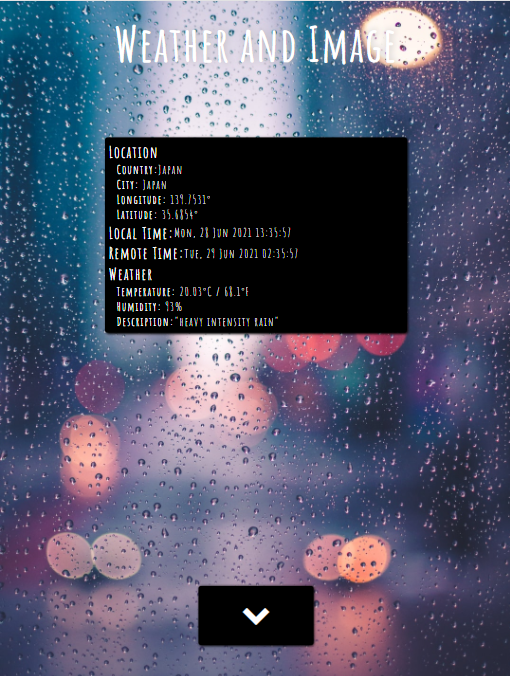 Weather and Image
Location
Country:Japan
City: Japan
Longitude: 139.7531°
Latitude: 35.6854°
Local Time:Mon, 28 Jun 2021 13:35:57
Remote Time:Tue, 29 Jun 2021 02:35:57
Weather
Temperature: 20.03°C / 68.1°F
Humidity: 93%
Description:"heavy intensity rain"